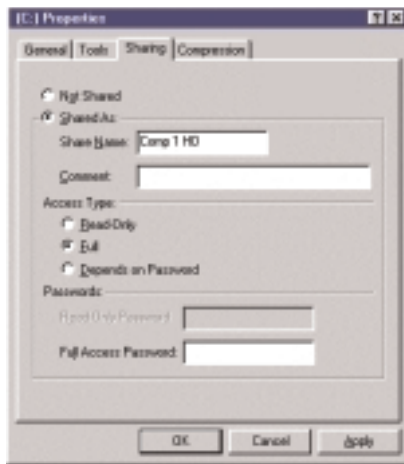 (C:) Properties
General Tools Sharing Compression
Not Shared
Shared As:
Share Name: Comp 1 HD
Comment:
Access Type:
Read-Only
Full
Depends on Password
Passwords:
Read-Only Password:
Full Access Password:
OK Cancel Apply